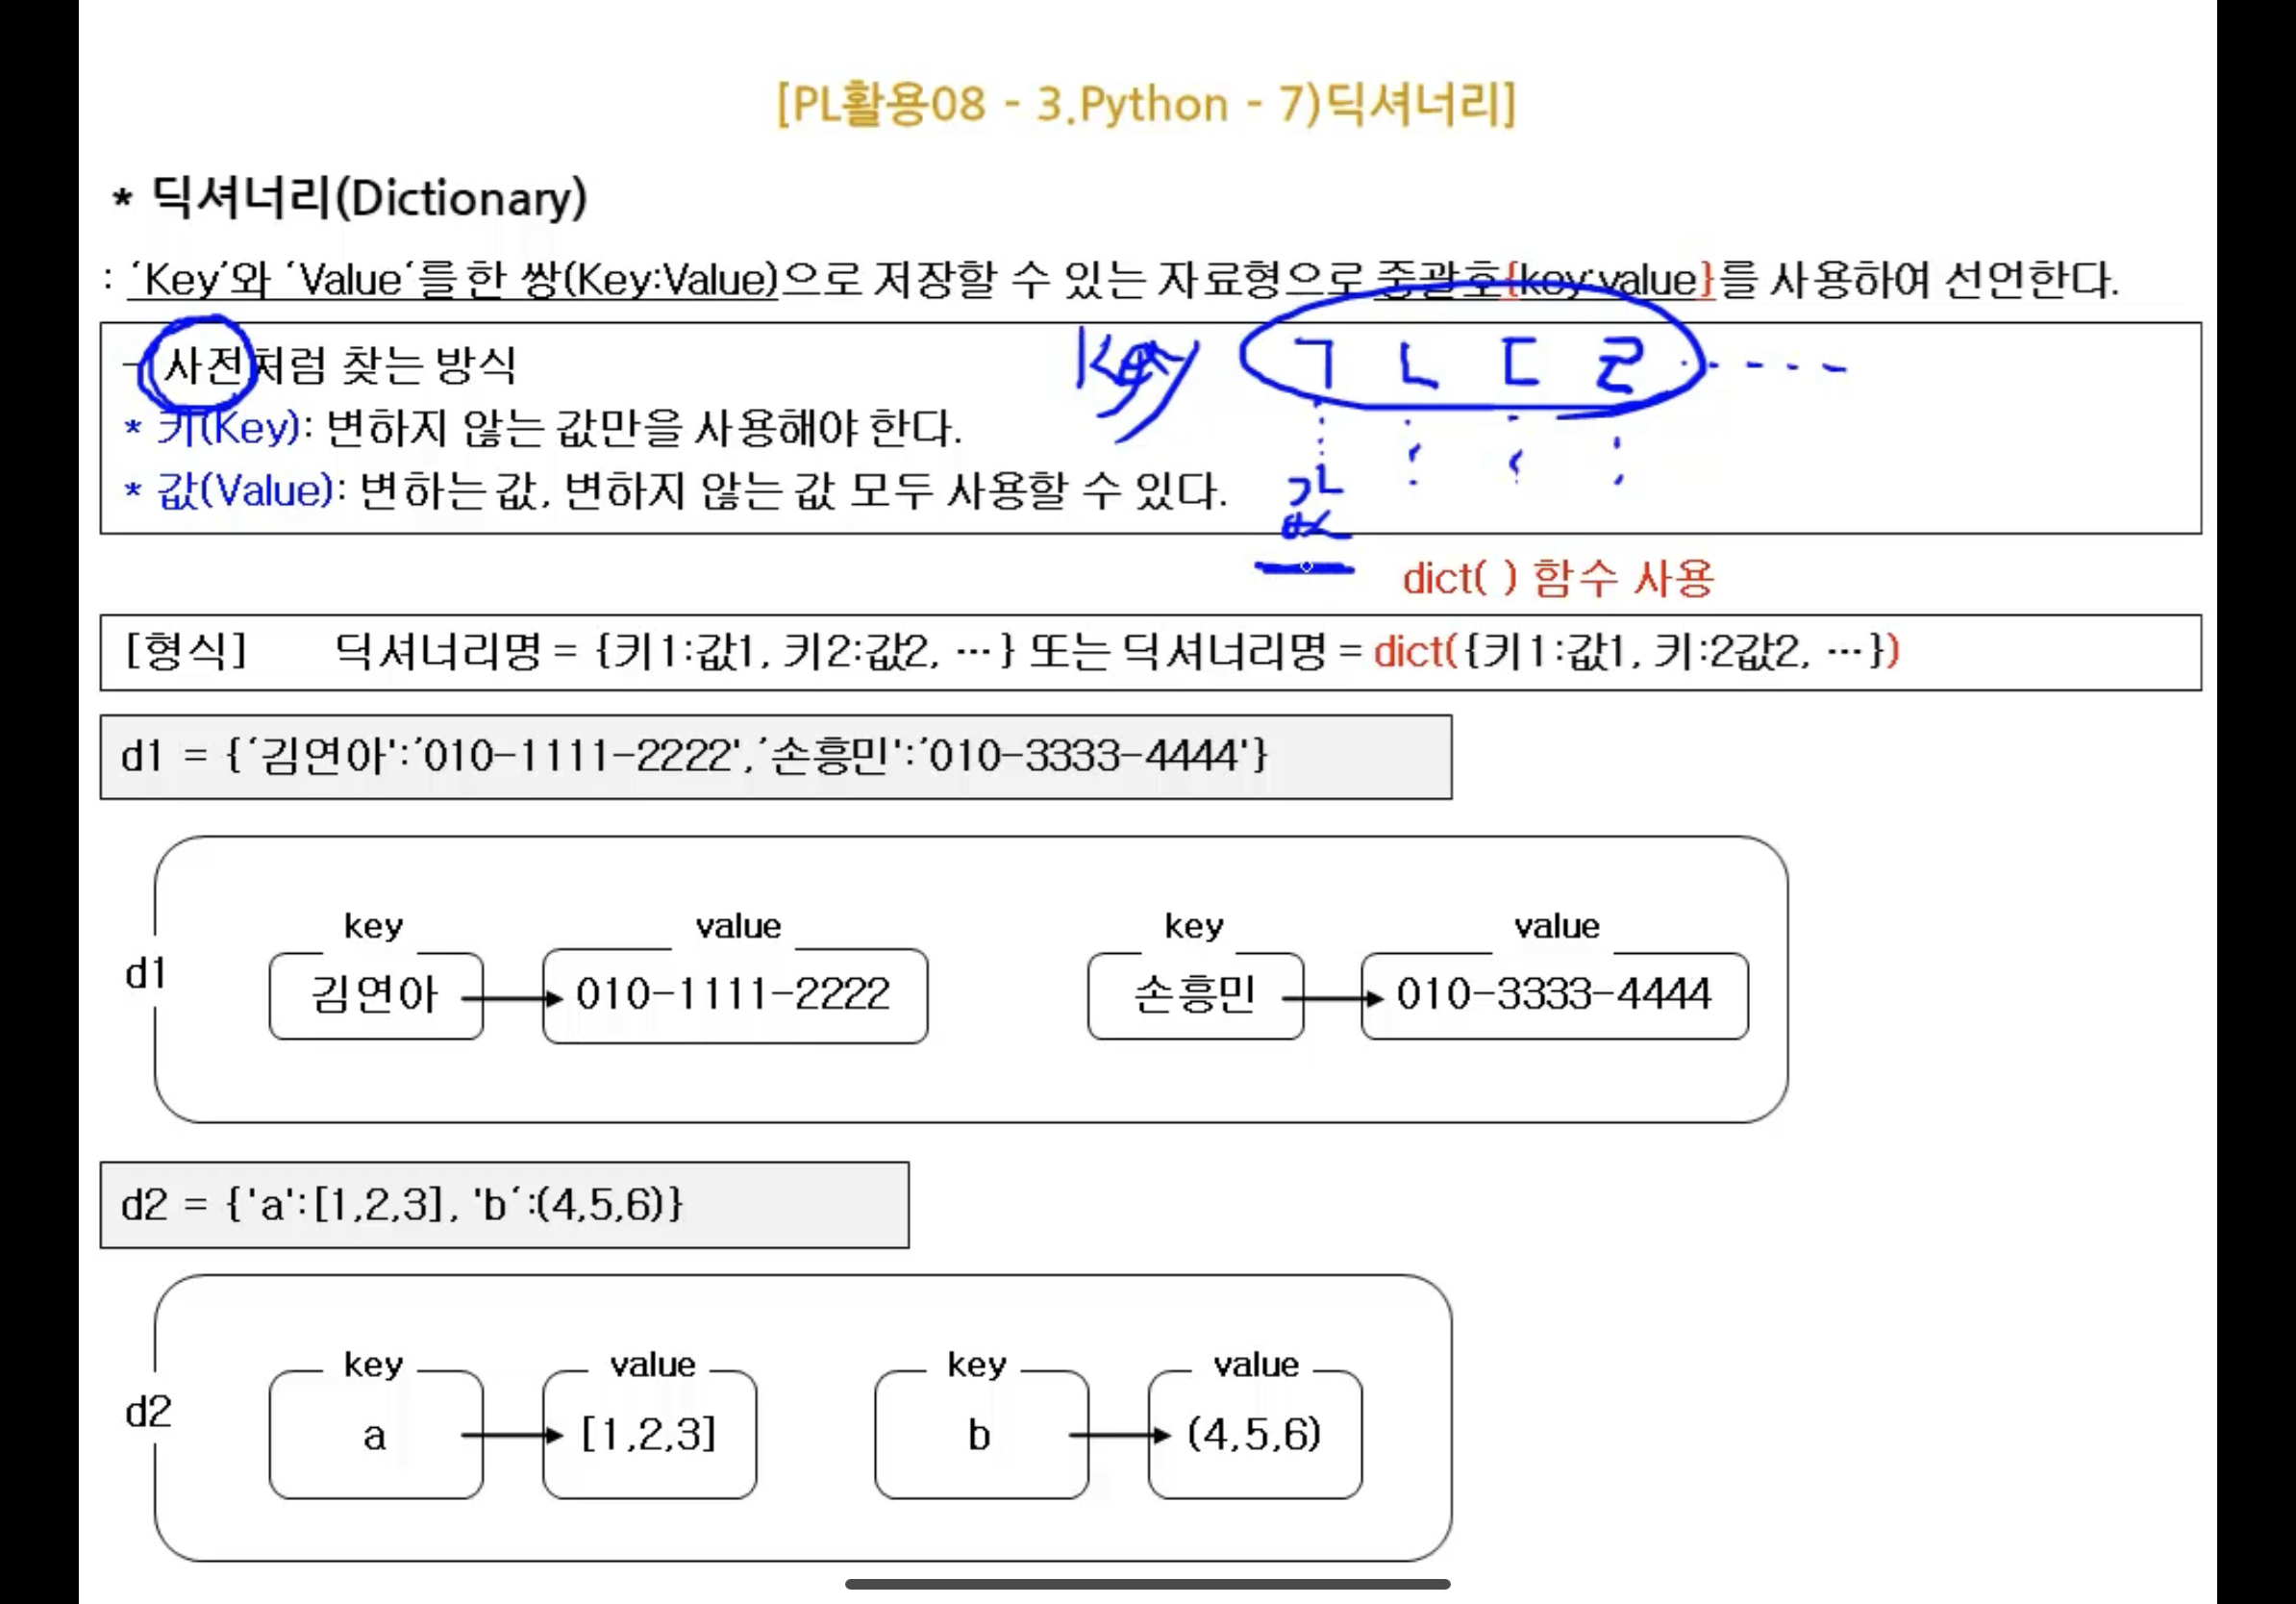 [PL활용08 - 3.Python - 7)딕셔너리]
* 딕셔너리(Dictionary)
: ‘Key’와 ‘Value‘를 한 쌍(Key:Value)으로 저장할 수 있는 자료형으로 중괄호{key:value}를 사용하여 선언한다.
- 사전처럼 찾는 방식
Key ㄱ ㄴ ㄷ ㄹ
* 키(Key): 변하지 않는 값만을 사용해야 한다.
* 값(Value): 변하는 값, 변하지 않는 값 모두 사용할 수 있다.
값
dict( ) 함수 사용
[형식] 딕셔너리명 = {키1:값1, 키2:값2, ···} 또는 딕셔너리명 = dict({키1:값1, 키:2값2, ···})
d1 = {‘김연아':’010-1111-2222',’손흥민':’010-3333-4444'}
key value key value
d1 김연아 010-1111-2222 손흥민 010-3333-4444
d2 = {'a':[1,2,3], 'b´:(4,5,6)}
key value key value
d2 a [1,2,3] b (4,5,6)